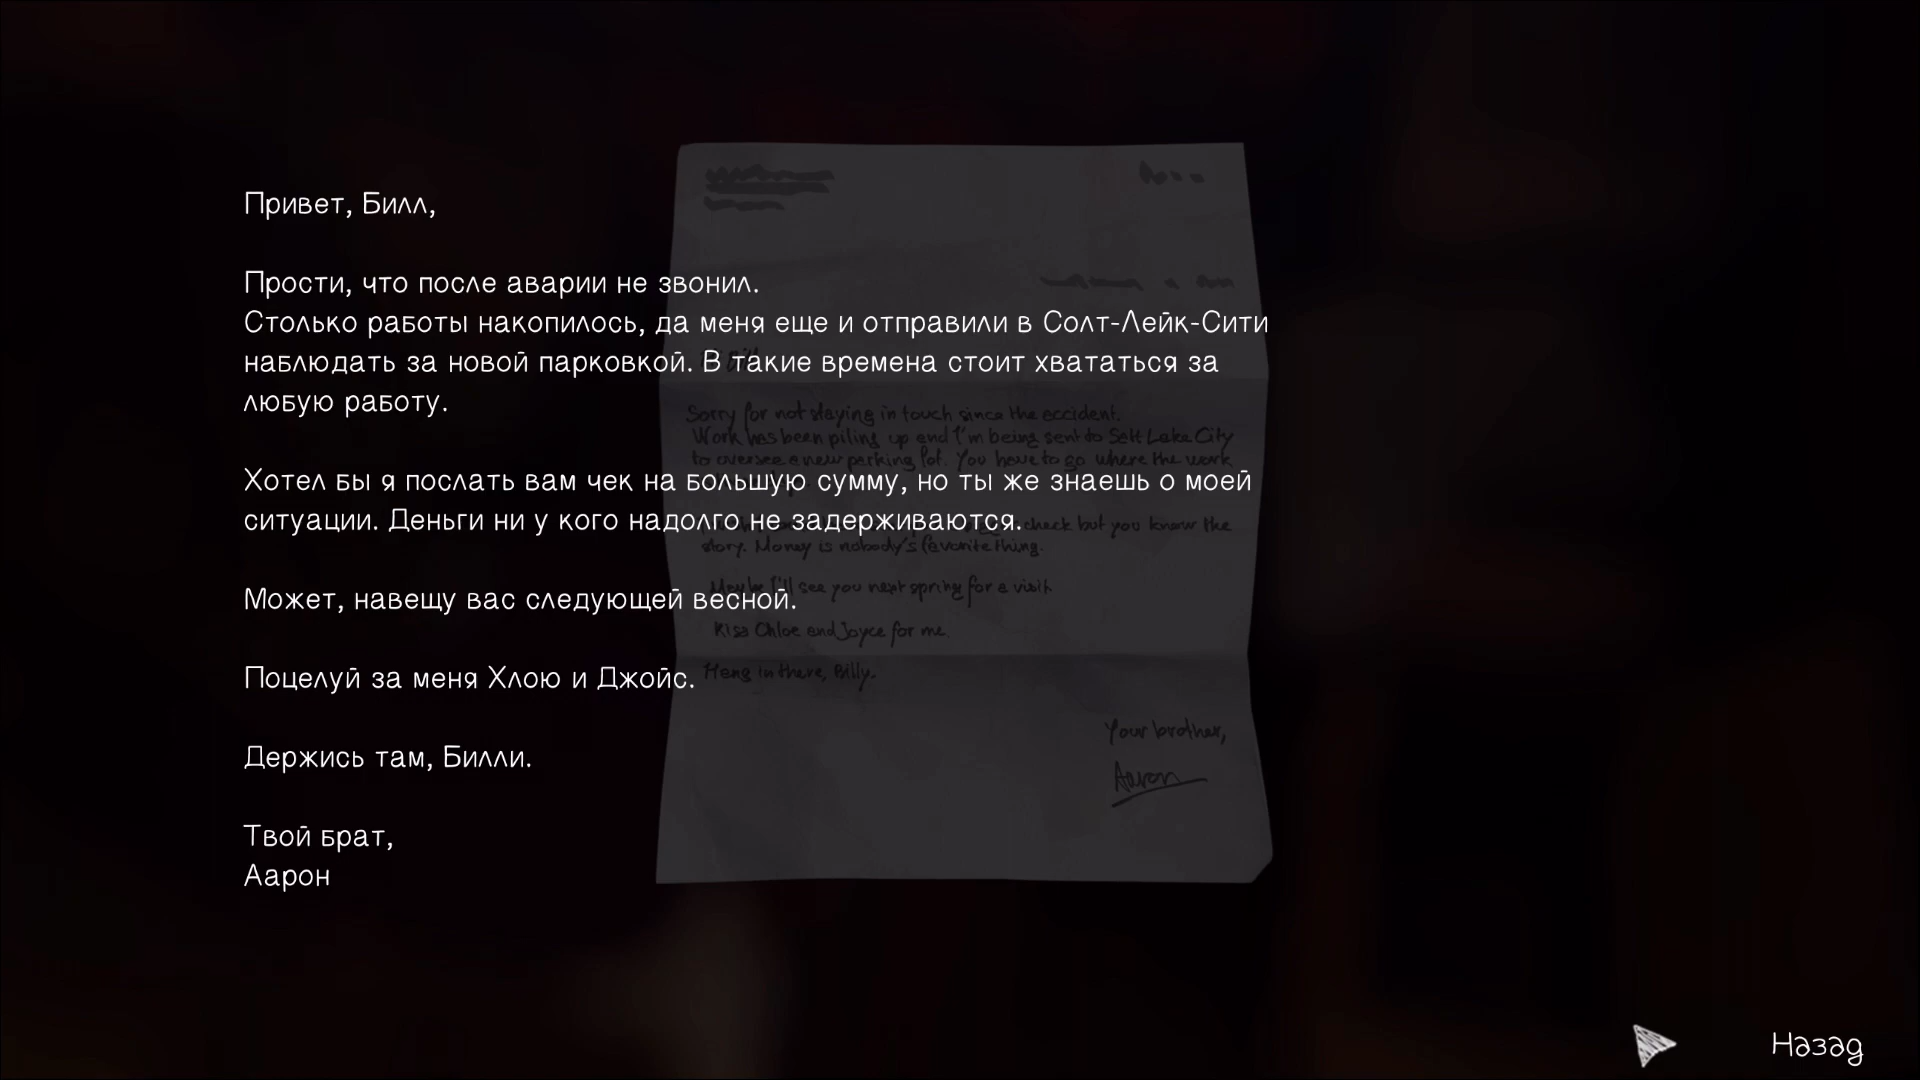 Привет, Билл,
Прости, что после аварии не звонил.
Столько работы накопилось, да меня еще и отправили в Солт-Лейк-Сити
наблюдать за новой парковкой. В такие времена стоит хвататься за
любую работу.
Хотел бы я послать вам чек на большую сумму, но ты же знаешь о моей
ситуации. Деньги ни у кого надолго не задерживаются.
Может, навещу вас следующей весной.
Поцелуй за меня Хлою и Джойс.
Держись там, Билли.
Твой брат,
Аарон
Sorry for not staying in touch since the accident.
Work has been piling up and I'm being sent to Salt Lake City
to oversee a new parking lot. You have to go where the work
check but you know the
story. Money is nobody's favorite thing.
Maybe I'll see you next spring for a visit
Kiss Chloe and Joyce for me.
Hang in there, Billy.
Your brother,
Aaron
Назад